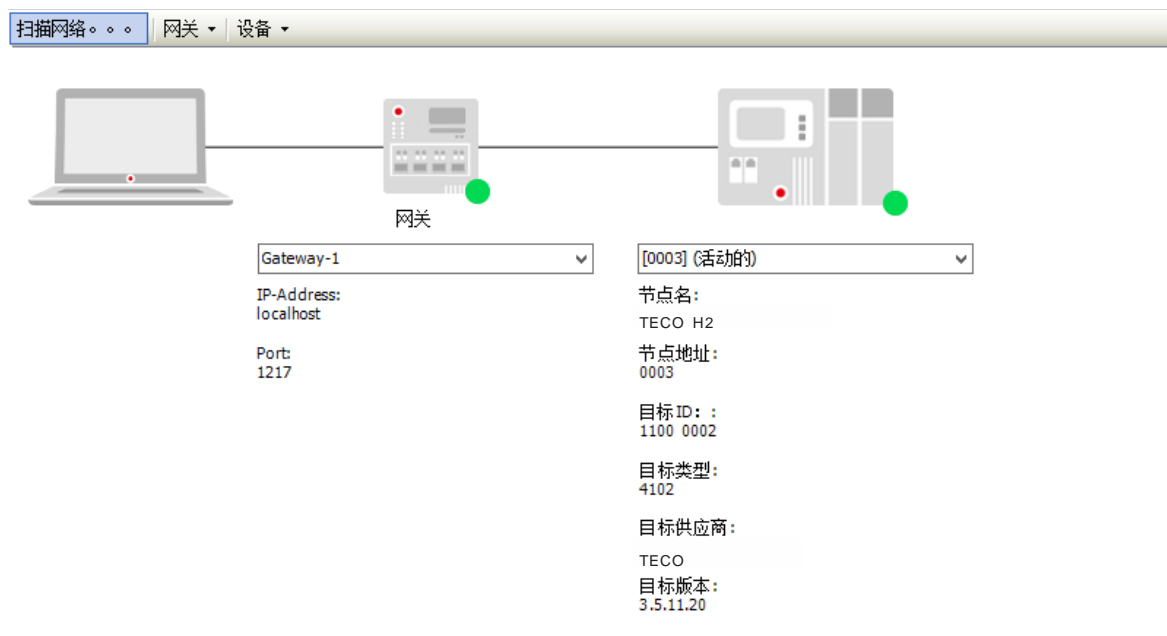 扫描网络。。。 网关 设备
网关
Gateway-1
IP-Address:
localhost
Port:
1217
[0003] (活动的)
节点名:
TECO H2
节点地址:
0003
目标ID: :
1100 0002
目标类型:
4102
目标供应商:
TECO
目标版本:
3.5.11.20